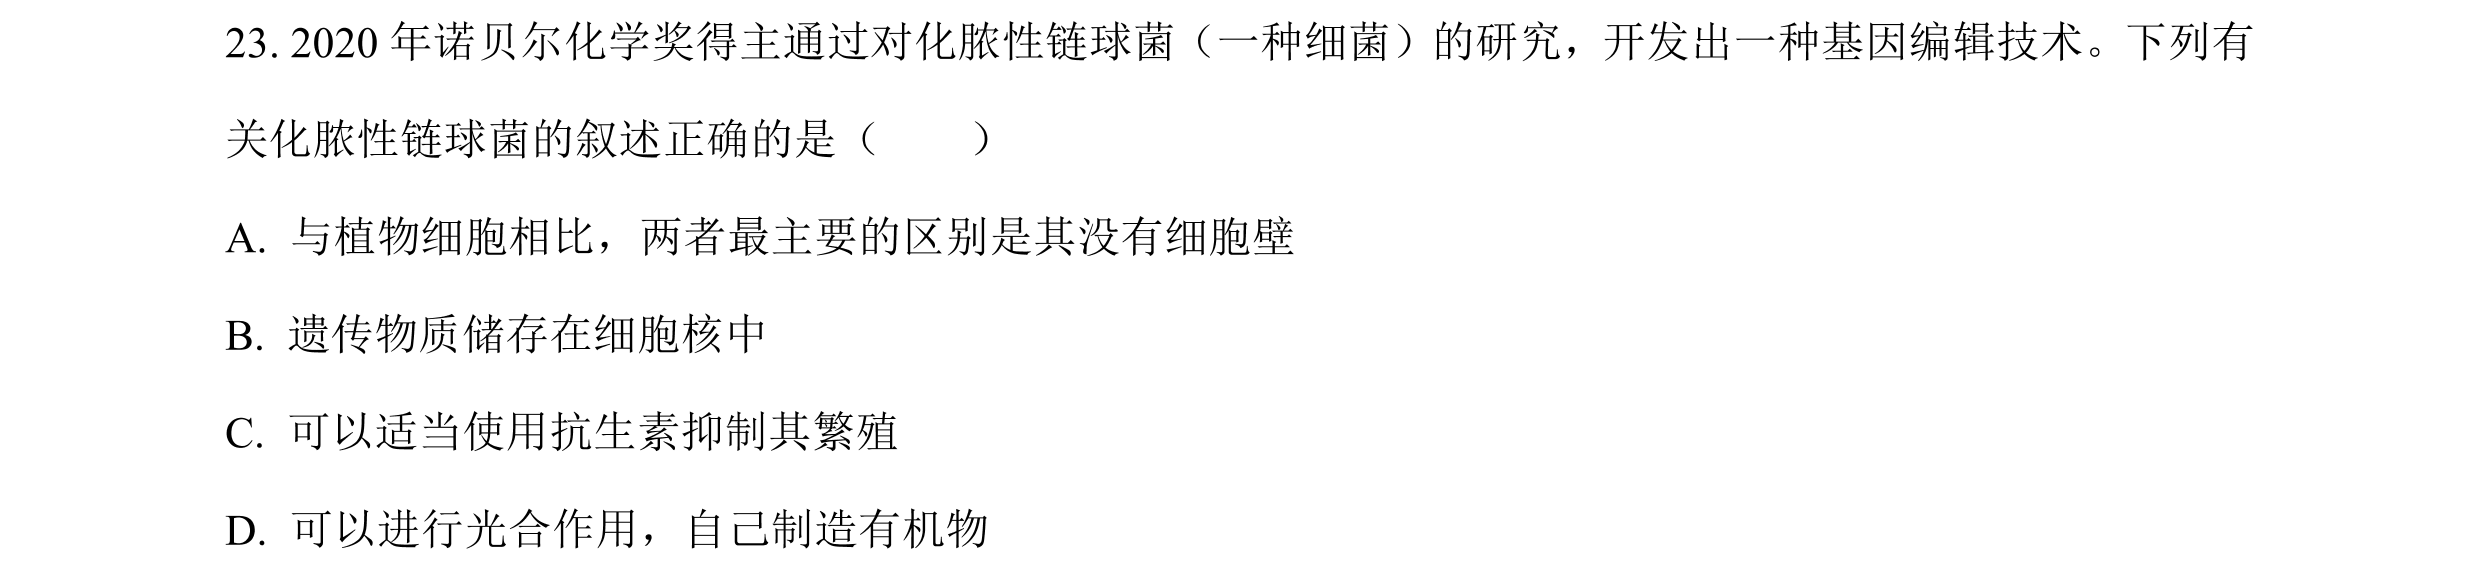 23. 2020 年诺贝尔化学奖得主通过对化脓性链球菌（一种细菌）的研究，开发出一种基因编辑技术。下列有
关化脓性链球菌的叙述正确的是（　　）
A. 与植物细胞相比，两者最主要的区别是其没有细胞壁
B. 遗传物质储存在细胞核中
C. 可以适当使用抗生素抑制其繁殖
D. 可以进行光合作用，自己制造有机物